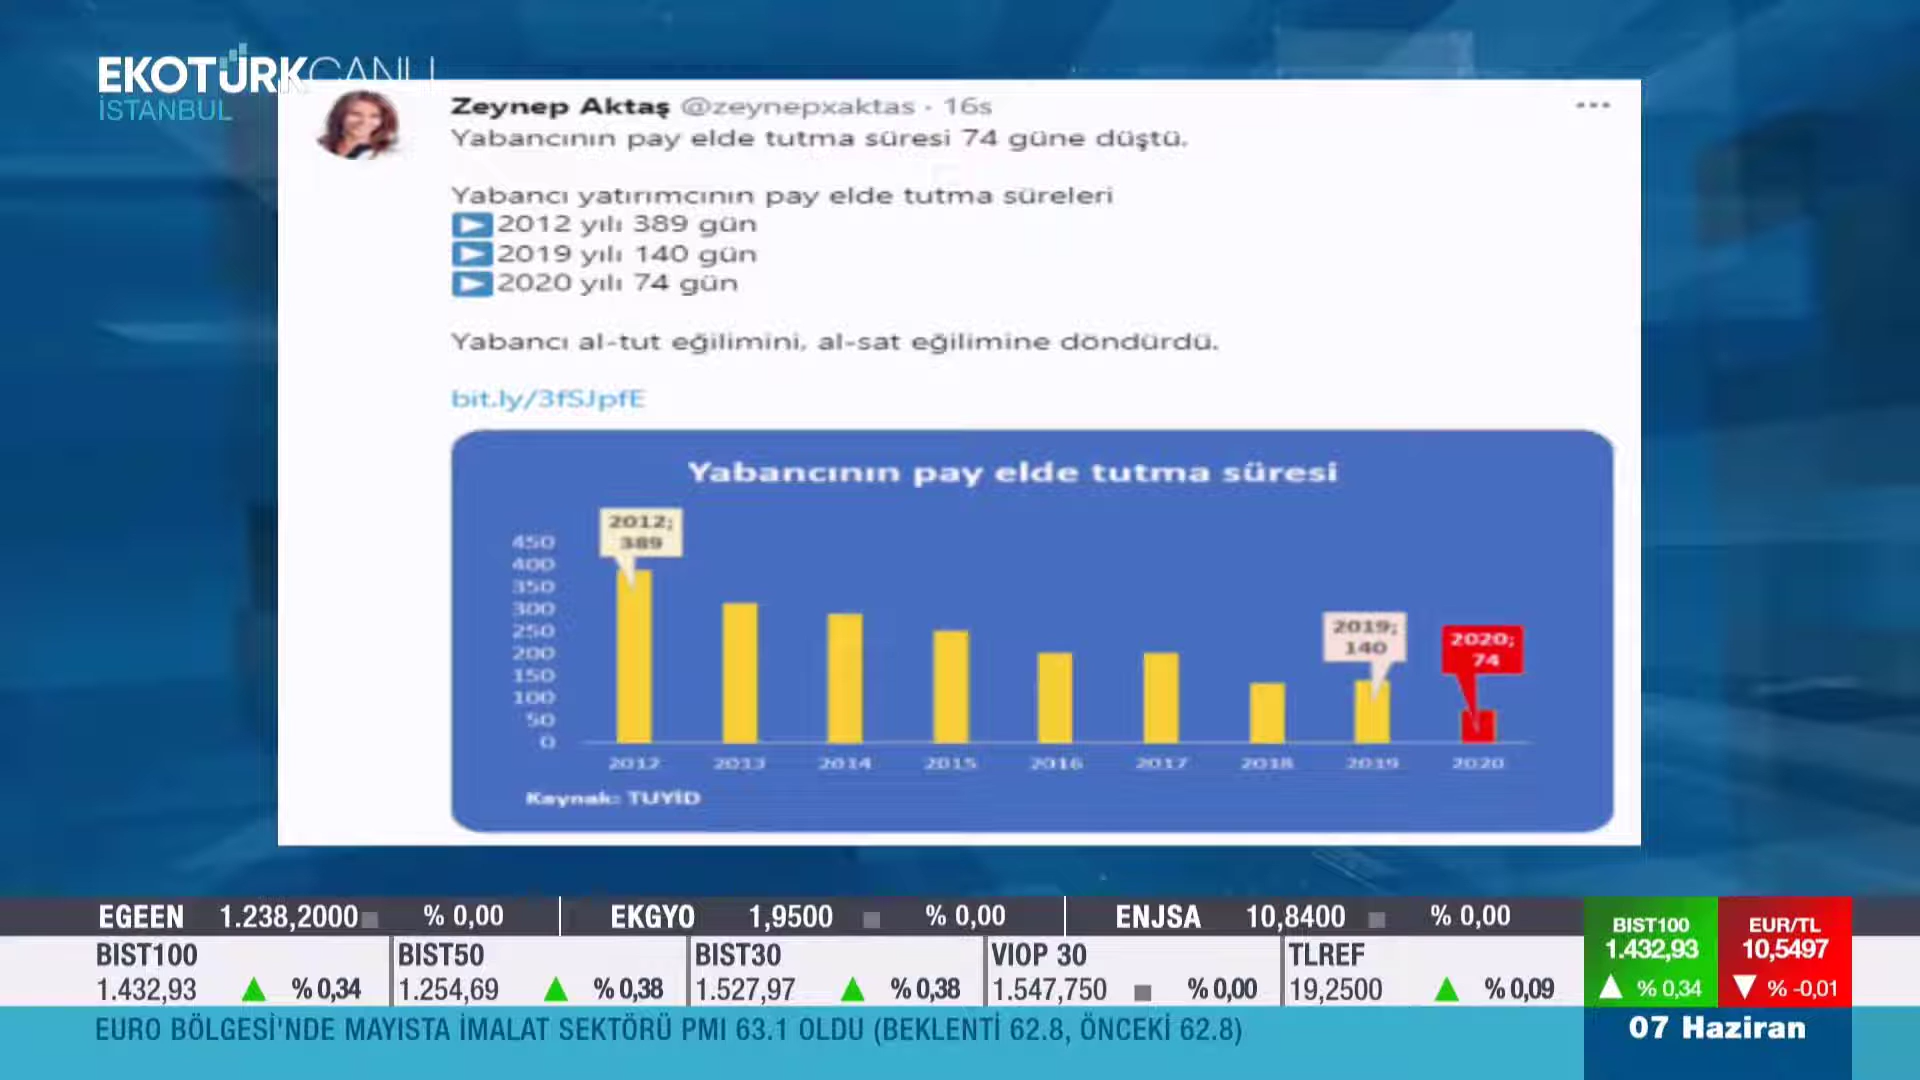 EKOTÜRK CANLI
İSTANBUL
Zeynep Aktaş @zeynepxaktas · 16s
Yabancının pay elde tutma süresi 74 güne düştü.
Yabancı yatırımcının pay elde tutma süreleri
2012 yılı 389 gün
2019 yılı 140 gün
2020 yılı 74 gün
Yabancı al-tut eğilimini, al-sat eğilimine döndürdü.
bit.ly/3fSJpfE
Yabancının pay elde tutma süresi
2012;
389
2019;
140
2020;
74
450
400
350
300
250
200
150
100
50
0
2012 2013 2014 2015 2016 2017 2018 2019 2020
Kaynak: TUYİD
EGEEN 1.238,2000 % 0,00 EKGYO 1,9500 % 0,00 ENJSA 10,8400 % 0,00
BIST100 BIST50 BIST30 VIOP 30 TLREF
1.432,93 % 0,34 1.254,69 % 0,38 1.527,97 % 0,38 1.547,750 % 0,00 19,2500 % 0,09
BIST100
1.432,93
% 0,34
EUR/TL
10,5497
% -0,01
EURO BÖLGESİ'NDE MAYISTA İMALAT SEKTÖRÜ PMI 63.1 OLDU (BEKLENTİ 62.8, ÖNCEKİ 62.8)
07 Haziran